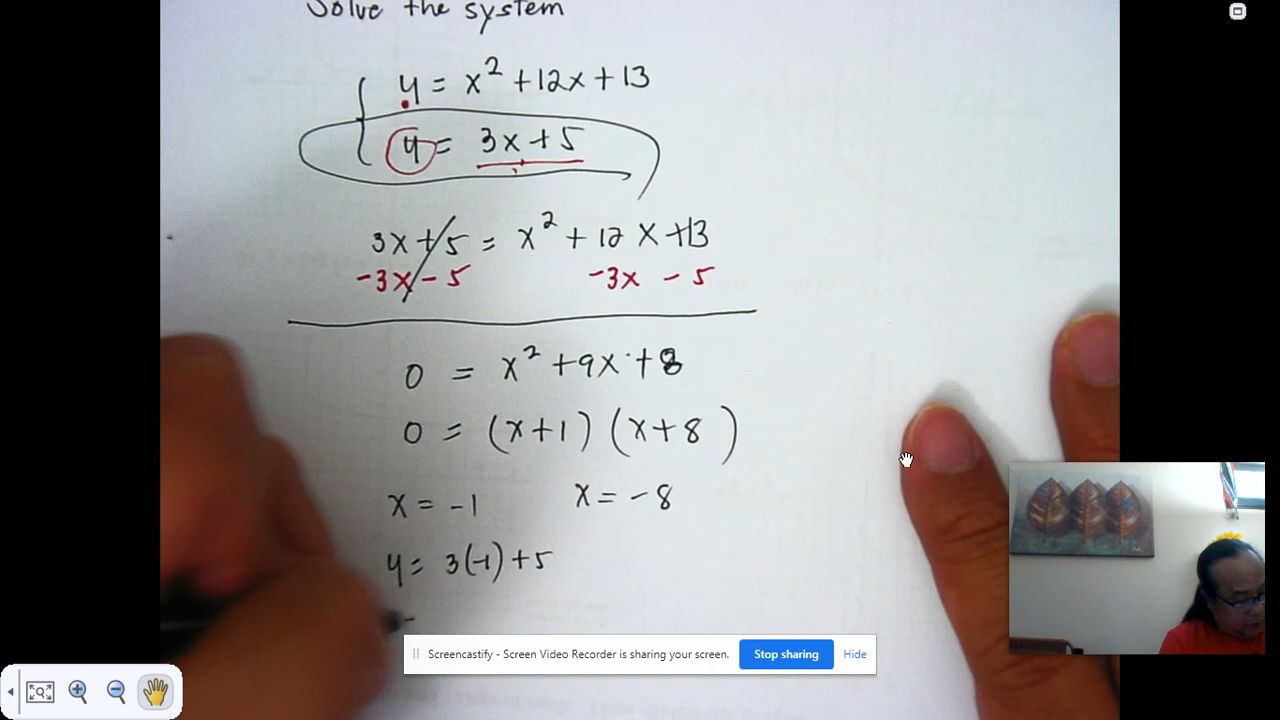 Solve the system
y = x² + 12x + 13
y = 3x + 5
3x + 5 = x² + 12x + 13
-3x - 5 -3x - 5
0 = x² + 9x + 8
0 = (x+1)(x+8)
x = -1 x = -8
y = 3(-1) + 5
Screencastify - Screen Video Recorder is sharing your screen. Stop sharing Hide